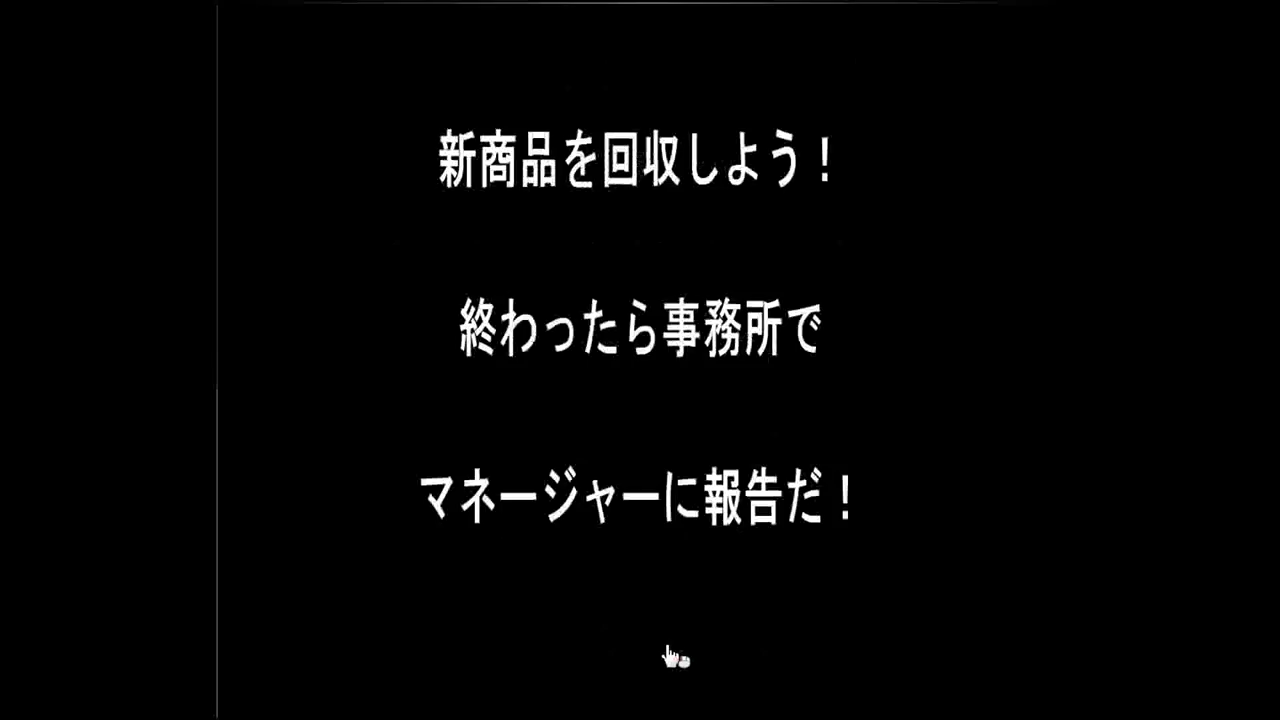 新商品を回収しよう！
終わったら事務所で
マネージャーに報告だ！